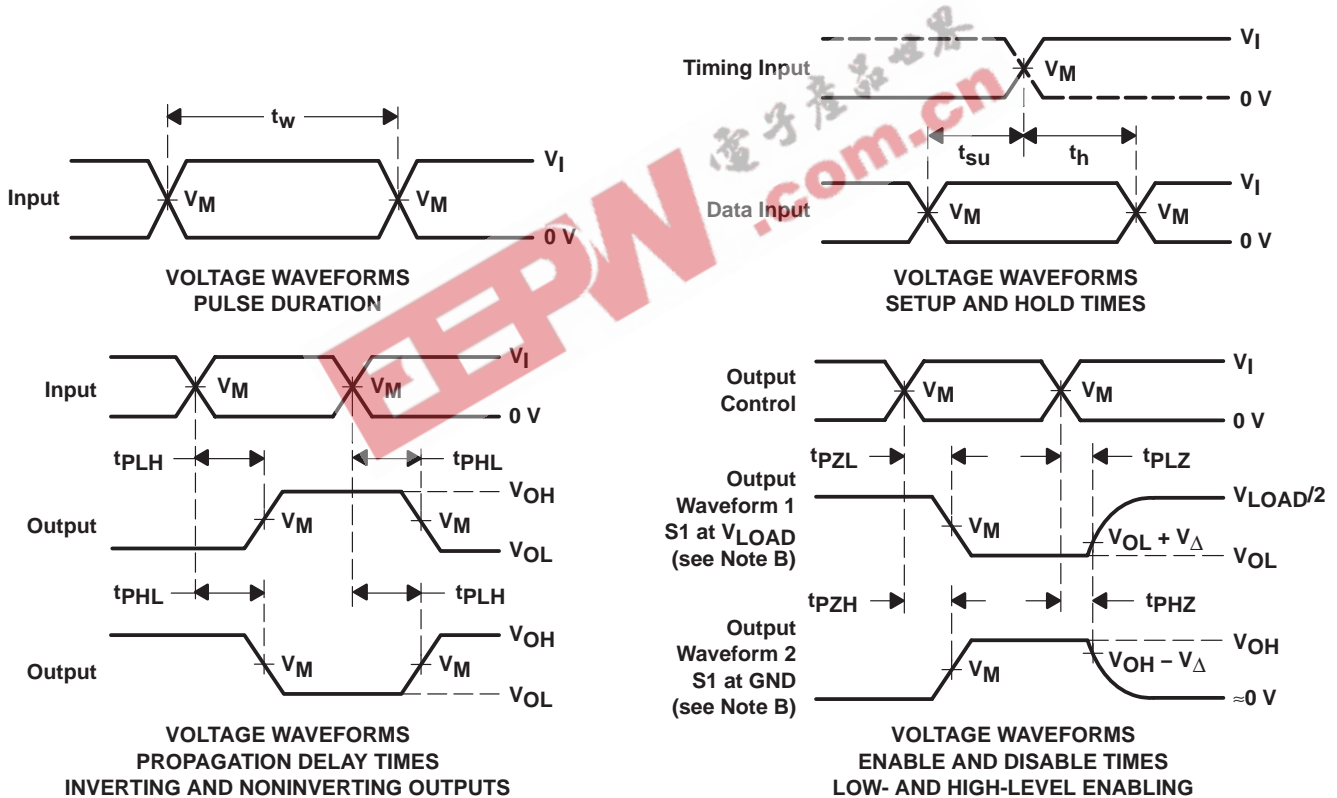 tw
VI
Input
VM
VM
0 V
VOLTAGE WAVEFORMS
PULSE DURATION
Timing Input
VI
VM
0 V
tsu
th
VI
Data Input
VM
VM
0 V
VOLTAGE WAVEFORMS
SETUP AND HOLD TIMES
電子產品世界
.com.cn
EEPW
VI
Input
VM
VM
0 V
tPLH
tPHL
VOH
Output
VM
VM
VOL
tPHL
tPLH
VOH
Output
VM
VM
VOL
VOLTAGE WAVEFORMS
PROPAGATION DELAY TIMES
INVERTING AND NONINVERTING OUTPUTS
VI
Output
Control
VM
VM
0 V
tPZL
tPLZ
Output
Waveform 1
S1 at VLOAD
(see Note B)
VLOAD/2
VM
VOL + VΔ
VOL
tPZH
tPHZ
Output
Waveform 2
S1 at GND
(see Note B)
VOH
VM
VOH − VΔ
≈0 V
VOLTAGE WAVEFORMS
ENABLE AND DISABLE TIMES
LOW- AND HIGH-LEVEL ENABLING